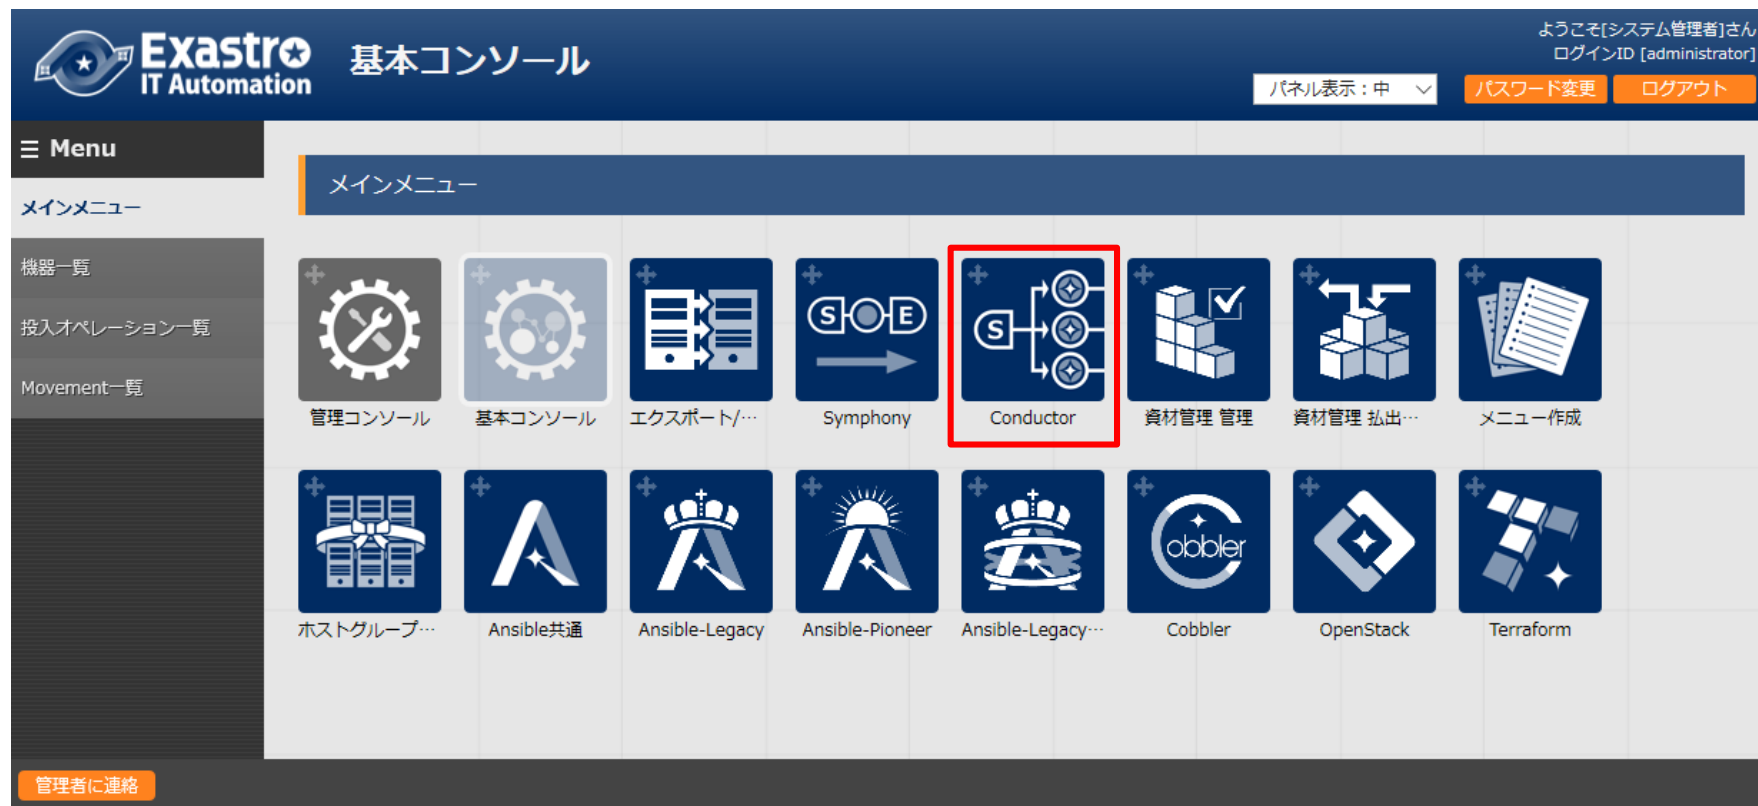 Exastro
IT Automation
基本コンソール
ようこそ[システム管理者]さん
ログインID [administrator]
パネル表示：中
パスワード変更
ログアウト
Menu
メインメニュー
機器一覧
投入オペレーション一覧
Movement一覧
メインメニュー
管理コンソール
基本コンソール
エクスポート/…
S E
Symphony
S
Conductor
資材管理 管理
資材管理 払出…
メニュー作成
ホストグループ…
Ansible共通
Ansible-Legacy
Ansible-Pioneer
Ansible-Legacy…
obbler
Cobbler
OpenStack
Terraform
管理者に連絡